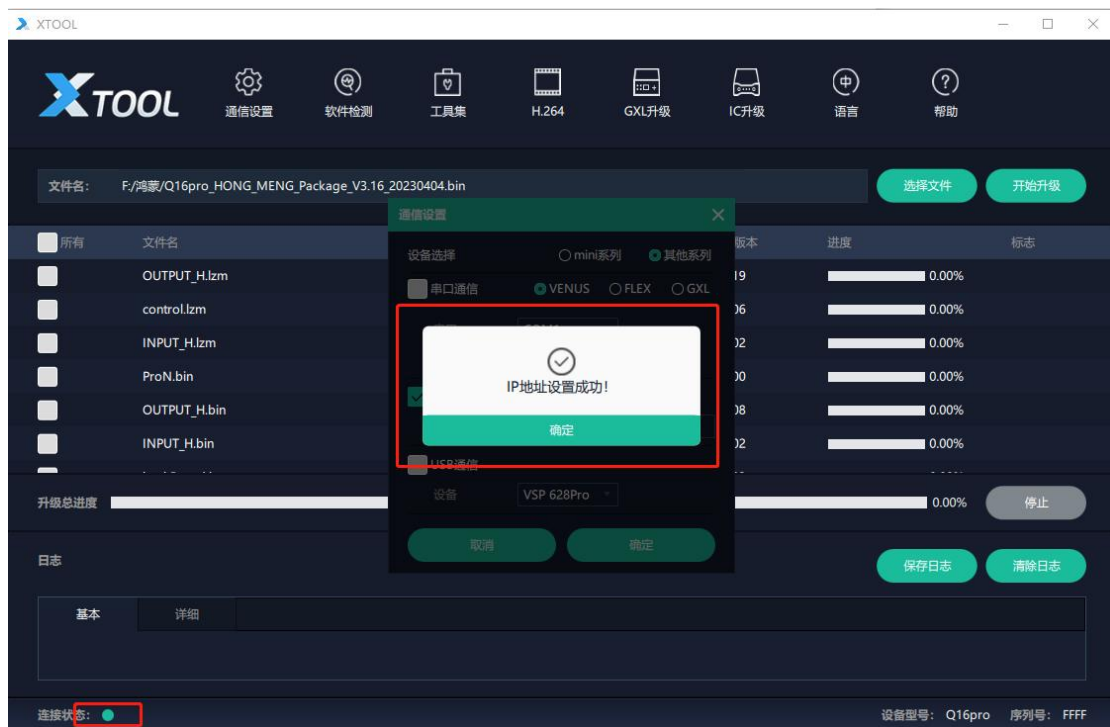 XTOOL
XTOOL
通信设置
软件检测
工具集
H.264
GXL升级
IC升级
中
语言
?
帮助
文件名: F:/鸿蒙/Q16pro_HONG_MENG_Package_V3.16_20230404.bin
选择文件
开始升级
通信设置
所有 文件名 版本 进度 标志
设备选择 mini系列 其他系列
OUTPUT_H.lzm 19 0.00%
串口通信 VENUS FLEX GXL
control.lzm 06 0.00%
INPUT_H.lzm 02 0.00%
ProN.bin 00 0.00%
IP地址设置成功!
OUTPUT_H.bin 08 0.00%
确定
INPUT_H.bin 02 0.00%
USB通信
设备 VSP 628Pro
升级总进度 0.00% 停止
取消 确定
日志
保存日志 清除日志
基本 详细
连接状态: 设备型号: Q16pro 序列号: FFFF